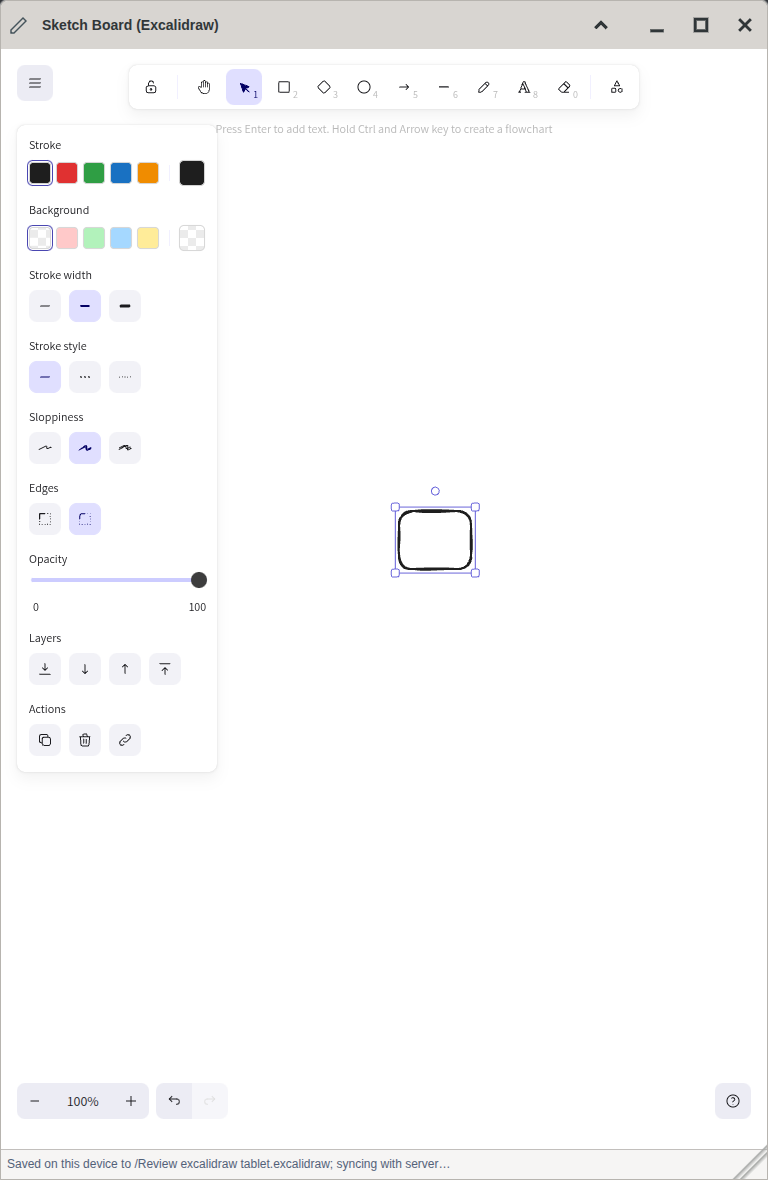 Sketch Board (Excalidraw)
1 2 3 4 5 6 7 8 0
Press Enter to add text. Hold Ctrl and Arrow key to create a flowchart
Stroke
Background
Stroke width
Stroke style
Sloppiness
Edges
Opacity
0 100
Layers
Actions
100%
Saved on this device to /Review excalidraw tablet.excalidraw; syncing with server…